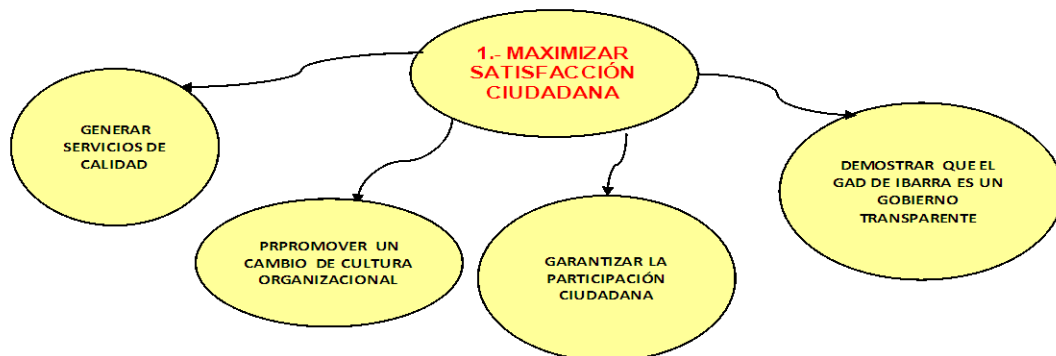 1.- MAXIMIZAR
SATISFACCIÓN
CIUDADANA
GENERAR
SERVICIOS DE
CALIDAD
PRPROMOVER UN
CAMBIO DE CULTURA
ORGANIZACIONAL
GARANTIZAR LA
PARTICIPACIÓN
CIUDADANA
DEMOSTRAR QUE EL
GAD DE IBARRA ES UN
GOBIERNO
TRANSPARENTE